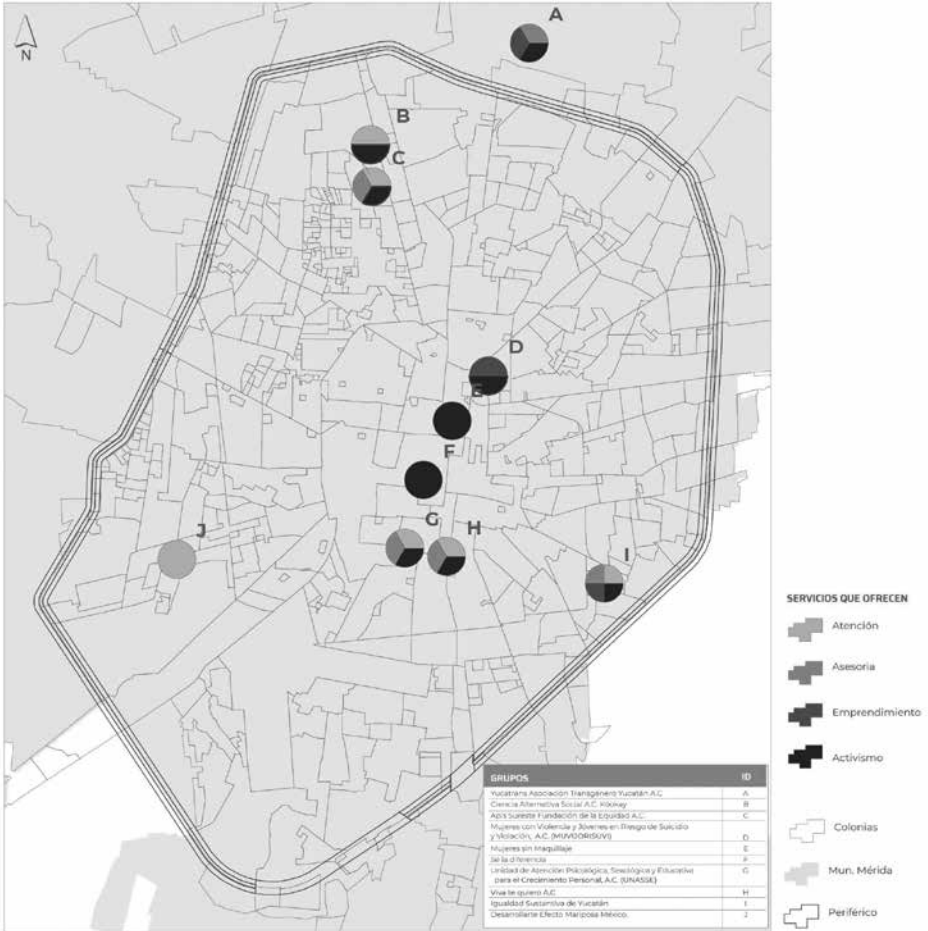 N
A
B
C
D
E
F
G
H
I
J
SERVICIOS QUE OFRECEN
Atención
Asesoria
Emprendimiento
Activismo
Colonias
Mun. Mérida
Periférico
GRUPOS ID
Yucatrans Asociación Transgénero Yucatán A.C A
Ciencia Alternativa Social A.C. Kóokay B
Apis Sureste Fundación de la Equidad A.C. C
Mujeres con Violencia y Jóvenes en Riesgo de Suicidio
y Violación, A.C. (MUVIJORISUVI) D
Mujeres sin Maquillaje E
Se la diferencia F
Unidad de Atención Psicológica, Sexológica y Educativa G
para el Crecimiento Personal, A.C. (UNASSE)
Viva te quiero A.C. H
Igualdad Sustantiva de Yucatán I
Desarrollarte Efecto Mariposa México. J